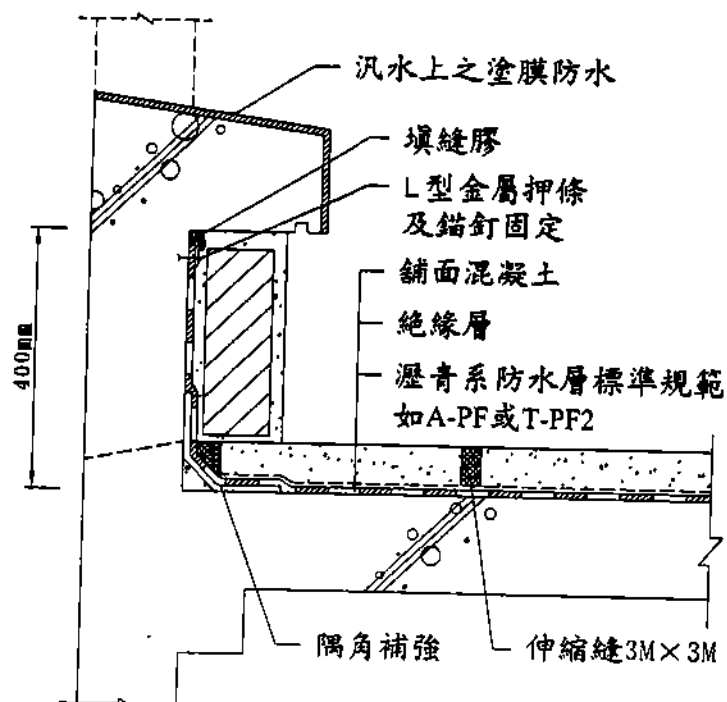 汎水上之塗膜防水
填縫膠
L型金屬押條
及錨釘固定
舖面混凝土
絕緣層
瀝青系防水層標準規範
如A-PF或T-PF2
400mm
隅角補強
伸縮縫3M×3M